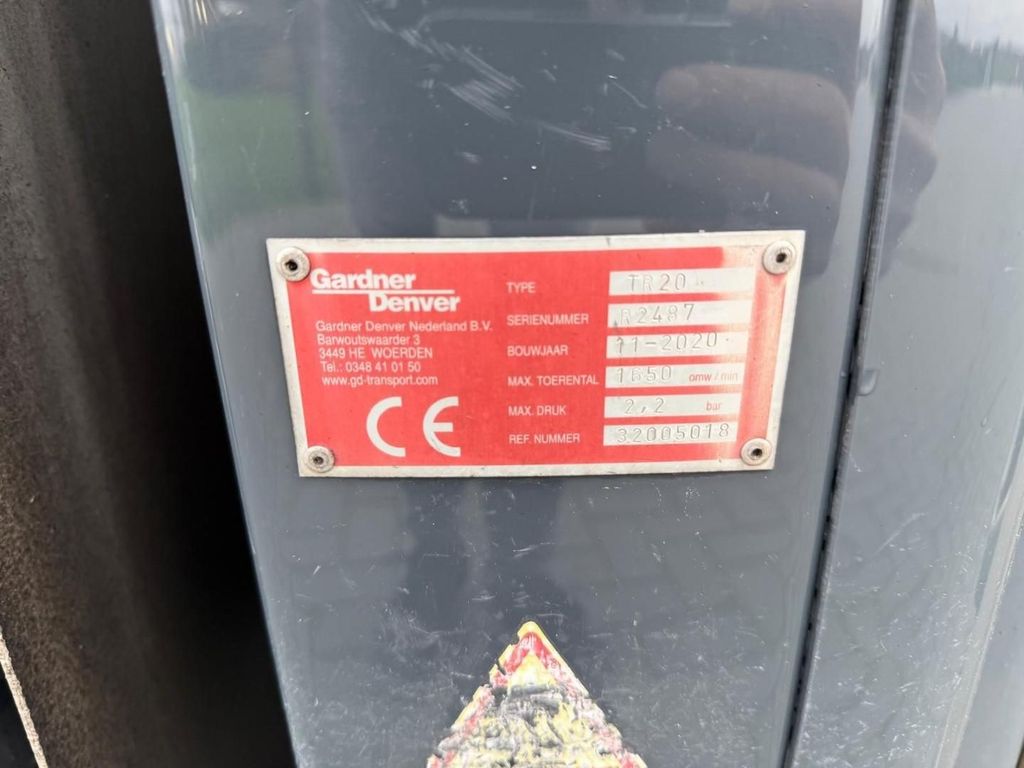 Gardner
Denver
Gardner Denver Nederland B.V.
Barwoutswaarder 3
3449 HE WOERDEN
Tel.: 0348 41 01 50
www.gd-transport.com
CE
TYPE TR20
SERIENUMMER R2487
BOUWJAAR 11-2020
MAX. TOERENTAL 1650 omw/min
MAX. DRUK 2,2 bar
REF. NUMMER 32005018